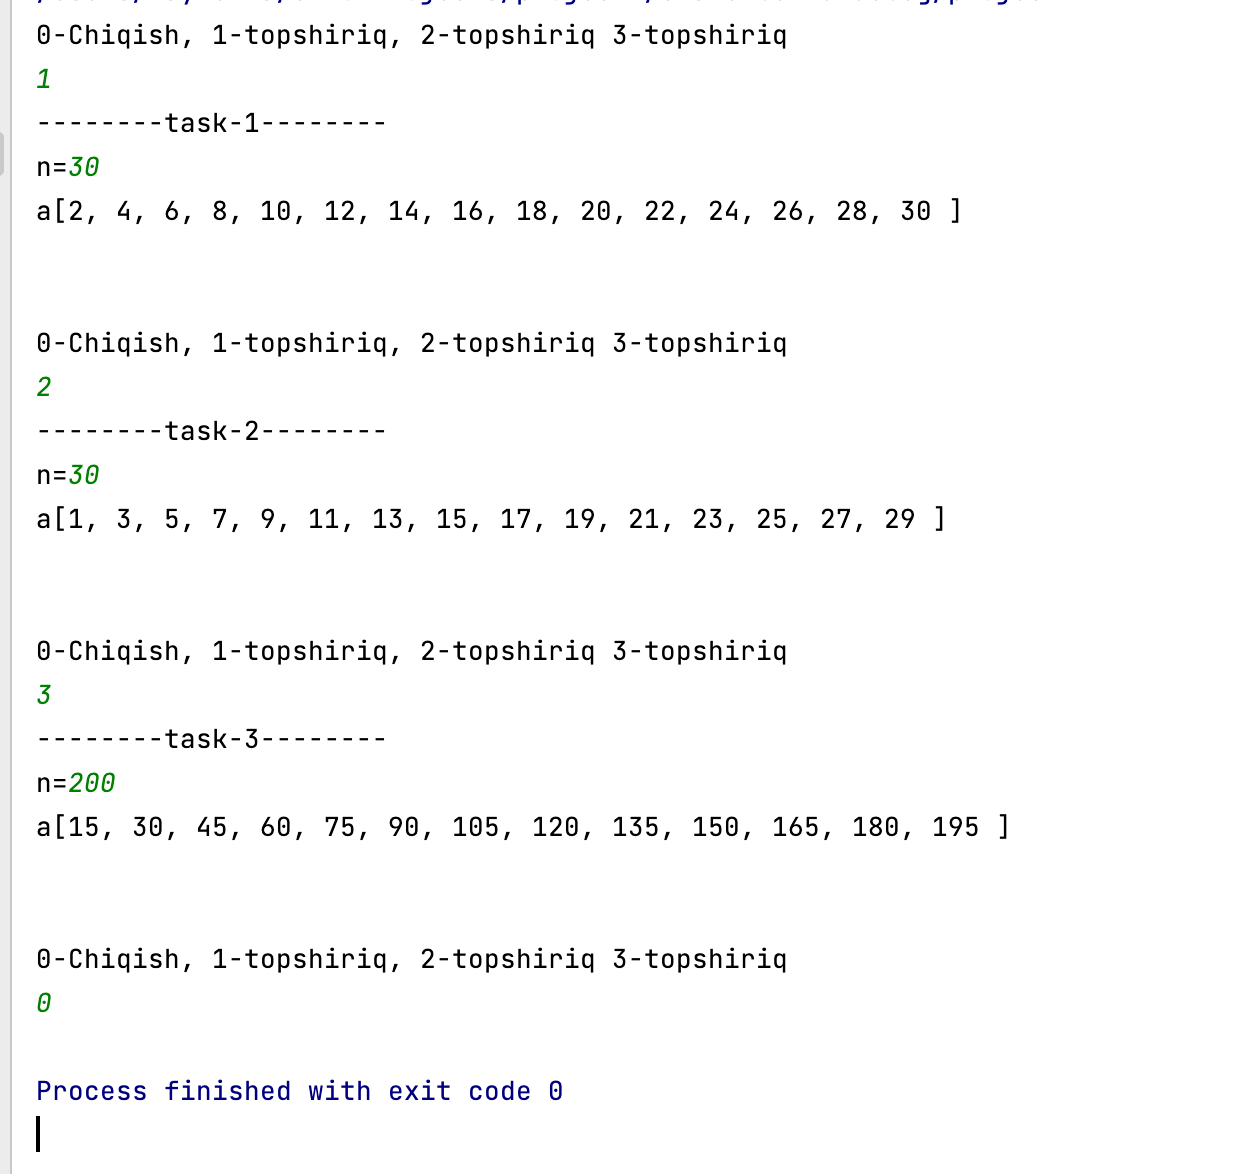 0-Chiqish, 1-topshiriq, 2-topshiriq 3-topshiriq
1
--------task-1--------
n=30
a[2, 4, 6, 8, 10, 12, 14, 16, 18, 20, 22, 24, 26, 28, 30 ]
0-Chiqish, 1-topshiriq, 2-topshiriq 3-topshiriq
2
--------task-2--------
n=30
a[1, 3, 5, 7, 9, 11, 13, 15, 17, 19, 21, 23, 25, 27, 29 ]
0-Chiqish, 1-topshiriq, 2-topshiriq 3-topshiriq
3
--------task-3--------
n=200
a[15, 30, 45, 60, 75, 90, 105, 120, 135, 150, 165, 180, 195 ]
0-Chiqish, 1-topshiriq, 2-topshiriq 3-topshiriq
0
Process finished with exit code 0